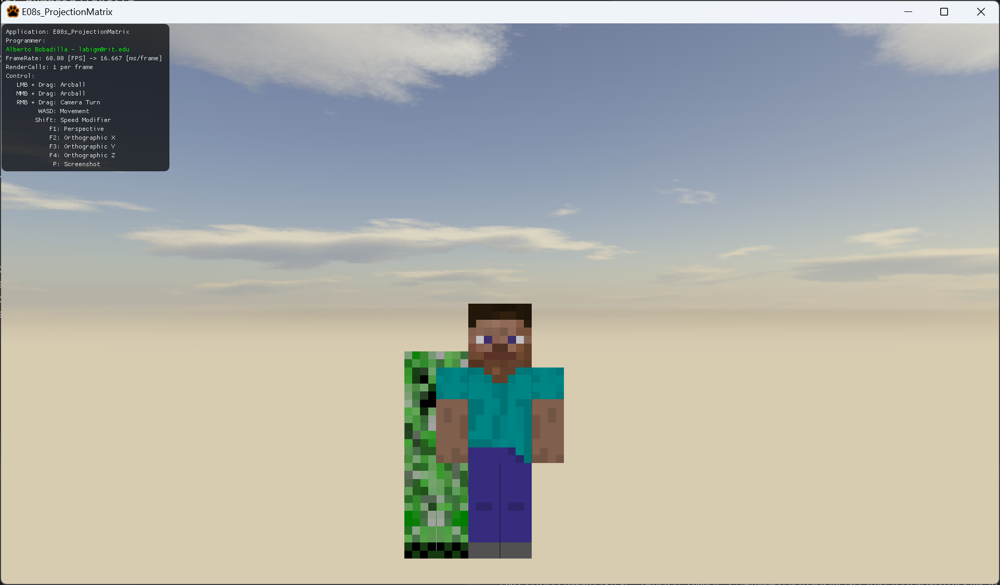 E08s_ProjectionMatrix
Application: E08s_ProjectionMatrix
Programmer:
Alberto Bobadilla - labigm@rit.edu
FrameRate: 60.00 [FPS] -> 16.667 [ms/frame]
RenderCalls: 1 per frame
Control:
LMB + Drag: Arcball
MMB + Drag: Arcball
RMB + Drag: Camera Turn
WASD: Movement
Shift: Speed Modifier
F1: Perspective
F2: Orthographic X
F3: Orthographic Y
F4: Orthographic Z
P: Screenshot